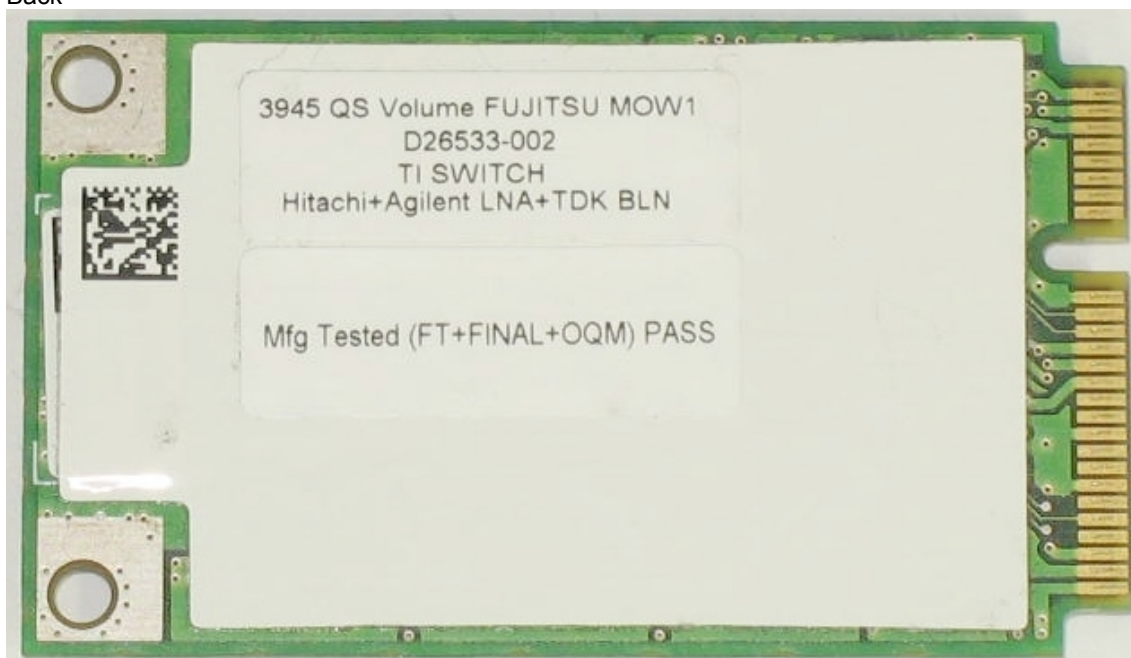 Back
3945 QS Volume FUJITSU MOW1
D26533-002
TI SWITCH
Hitachi+Agilent LNA+TDK BLN
Mfg Tested (FT+FINAL+OQM) PASS